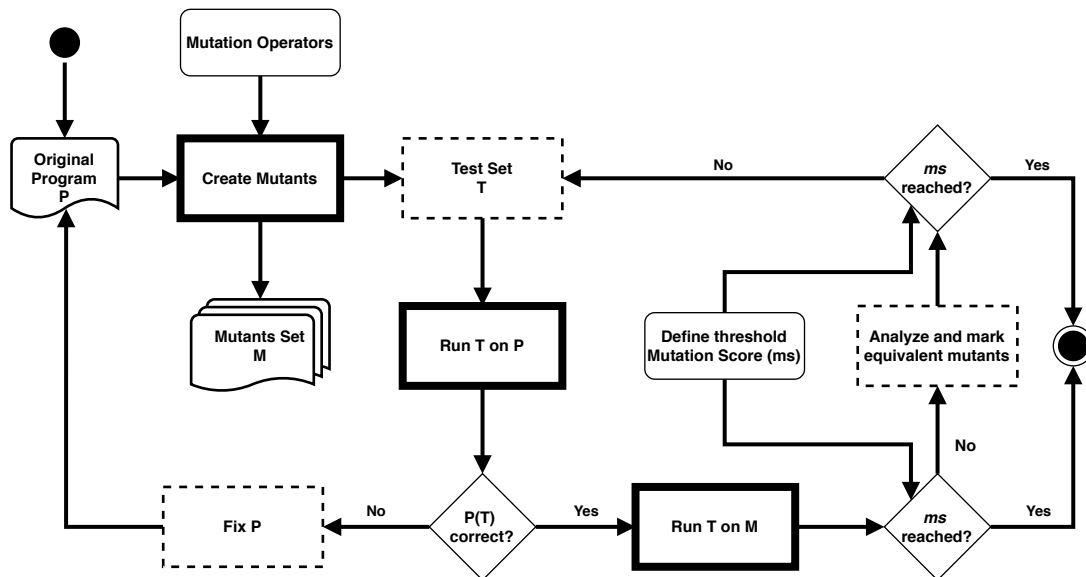 Mutation Operators
Original
Program
P
Create Mutants
Test Set
T
No
ms
reached?
Yes
Mutants Set
M
Run T on P
Define threshold
Mutation Score (ms)
Analyze and mark
equivalent mutants
No
Fix P
No
P(T)
correct?
Yes
Run T on M
ms
reached?
Yes